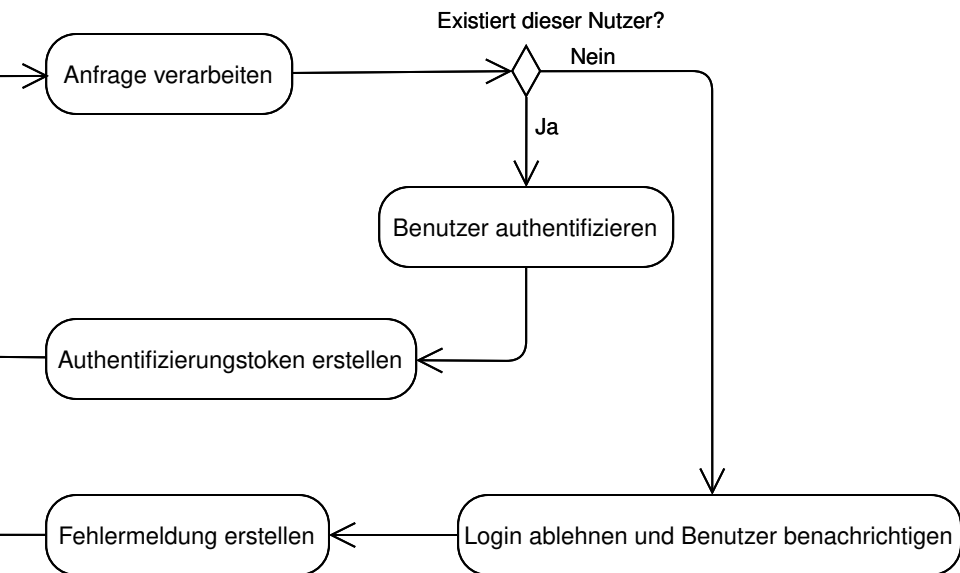 Existiert dieser Nutzer?
Nein
Anfrage verarbeiten
Ja
Benutzer authentifizieren
Authentifizierungstoken erstellen
Fehlermeldung erstellen
Login ablehnen und Benutzer benachrichtigen